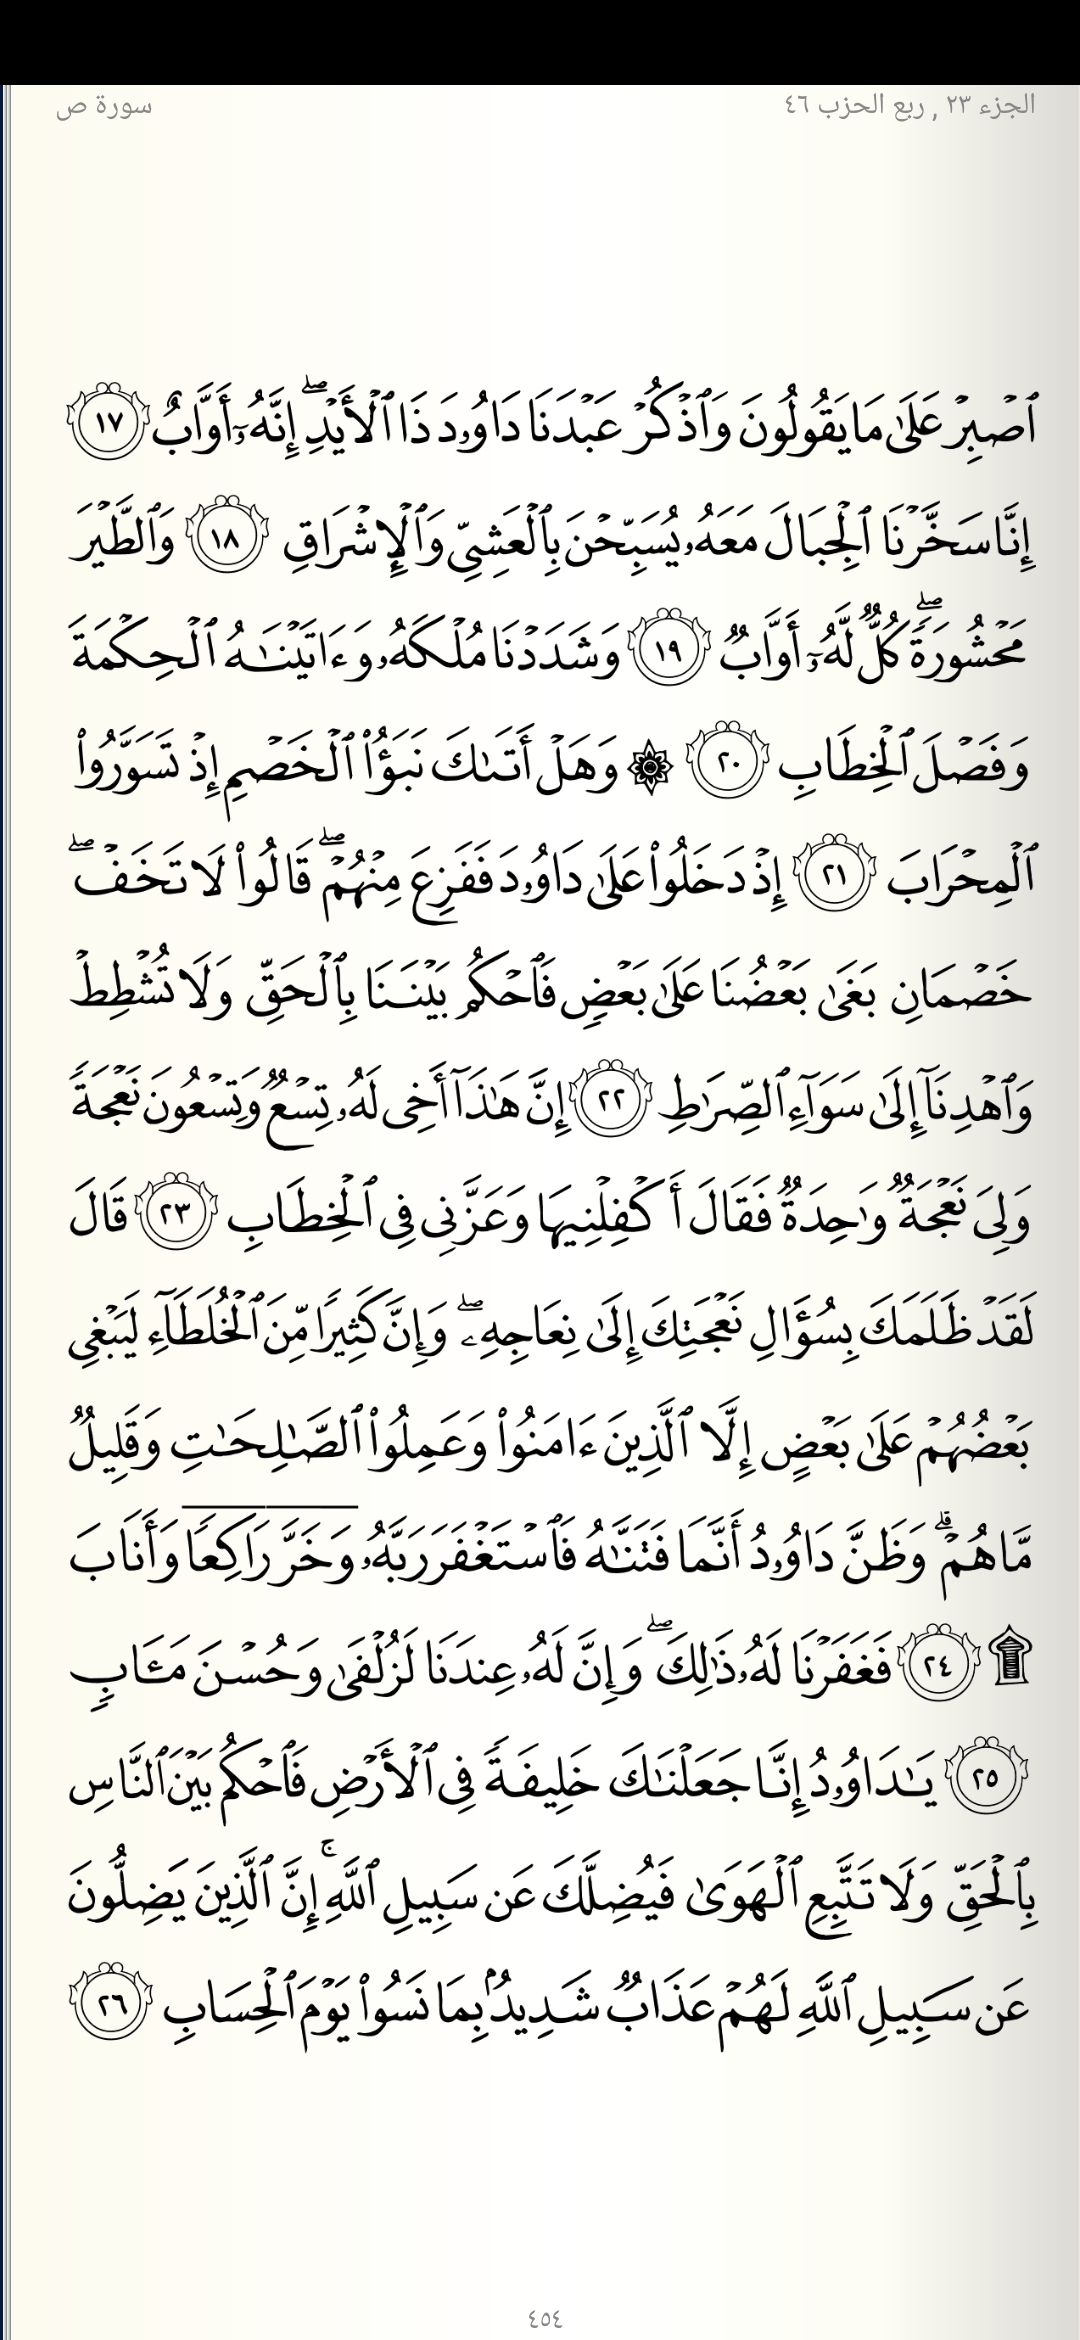 الجزء ٢٣ , ربع الحزب ٤٦
سورة ص
ٱصۡبِرۡ عَلَىٰ مَا يَقُولُونَ وَٱذۡكُرۡ عَبۡدَنَا دَاوُۥدَ ذَا ٱلۡأَيۡدِۖ إِنَّهُۥٓ أَوَّابٌ ١٧
إِنَّا سَخَّرۡنَا ٱلۡجِبَالَ مَعَهُۥ يُسَبِّحۡنَ بِٱلۡعَشِيِّ وَٱلۡإِشۡرَاقِ ١٨ وَٱلطَّيۡرَ
مَحۡشُورَةٗۖ كُلّٞ لَّهُۥٓ أَوَّابٞ ١٩ وَشَدَدۡنَا مُلۡكَهُۥ وَءَاتَيۡنَٰهُ ٱلۡحِكۡمَةَ
وَفَصۡلَ ٱلۡخِطَابِ ٢٠ ۞ وَهَلۡ أَتَىٰكَ نَبَؤُاْ ٱلۡخَصۡمِ إِذۡ تَسَوَّرُواْ
ٱلۡمِحۡرَابَ ٢١ إِذۡ دَخَلُواْ عَلَىٰ دَاوُۥدَ فَفَزِعَ مِنۡهُمۡۖ قَالُواْ لَا تَخَفۡۖ
خَصۡمَانِ بَغَىٰ بَعۡضُنَا عَلَىٰ بَعۡضٖ فَٱحۡكُم بَيۡنَنَا بِٱلۡحَقِّ وَلَا تُشۡطِطۡ
وَٱهۡدِنَآ إِلَىٰ سَوَآءِ ٱلصِّرَٰطِ ٢٢ إِنَّ هَٰذَآ أَخِي لَهُۥ تِسۡعٞ وَتِسۡعُونَ نَعۡجَةٗ
وَلِيَ نَعۡجَةٞ وَٰحِدَةٞ فَقَالَ أَكۡفِلۡنِيهَا وَعَزَّنِي فِي ٱلۡخِطَابِ ٢٣ قَالَ
لَقَدۡ ظَلَمَكَ بِسُؤَالِ نَعۡجَتِكَ إِلَىٰ نِعَاجِهِۦۖ وَإِنَّ كَثِيرٗا مِّنَ ٱلۡخُلَطَآءِ لَيَبۡغِي
بَعۡضُهُمۡ عَلَىٰ بَعۡضٍ إِلَّا ٱلَّذِينَ ءَامَنُواْ وَعَمِلُواْ ٱلصَّٰلِحَٰتِ وَقَلِيلٞ
مَّا هُمۡۗ وَظَنَّ دَاوُۥدُ أَنَّمَا فَتَنَّٰهُ فَٱسۡتَغۡفَرَ رَبَّهُۥ وَخَرَّ رَاكِعٗا وَأَنَابَ
۩ ٢٤ فَغَفَرۡنَا لَهُۥ ذَٰلِكَۖ وَإِنَّ لَهُۥ عِندَنَا لَزُلۡفَىٰ وَحُسۡنَ مَـَٔابٖ
٢٥ يَٰدَاوُۥدُ إِنَّا جَعَلۡنَٰكَ خَلِيفَةٗ فِي ٱلۡأَرۡضِ فَٱحۡكُم بَيۡنَ ٱلنَّاسِ
بِٱلۡحَقِّ وَلَا تَتَّبِعِ ٱلۡهَوَىٰ فَيُضِلَّكَ عَن سَبِيلِ ٱللَّهِۚ إِنَّ ٱلَّذِينَ يَضِلُّونَ
عَن سَبِيلِ ٱللَّهِ لَهُمۡ عَذَابٞ شَدِيدُۢ بِمَا نَسُواْ يَوۡمَ ٱلۡحِسَابِ ٢٦
٤٥٤